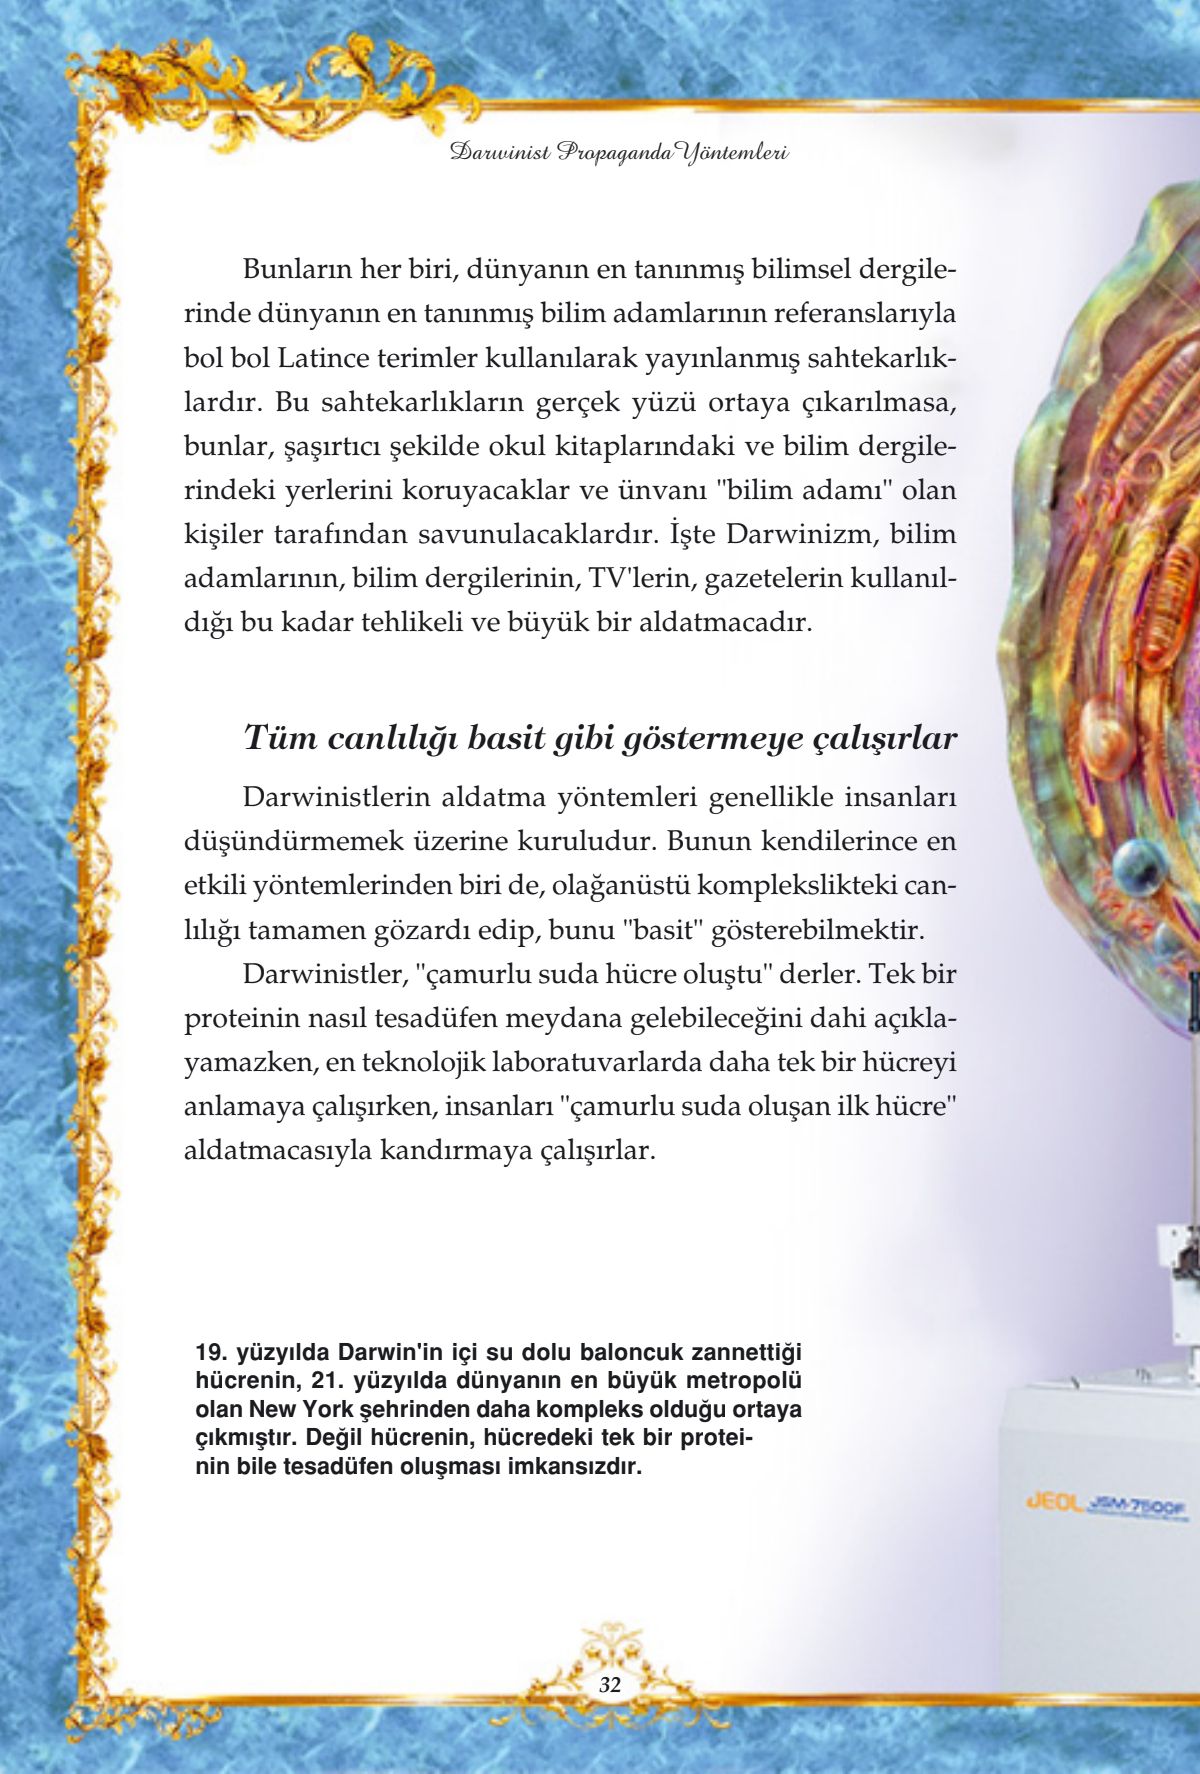 Darwinist Propaganda Yöntemleri
Bunların her biri, dünyanın en tanınmış bilimsel dergile-
rinde dünyanın en tanınmış bilim adamlarının referanslarıyla
bol bol Latince terimler kullanılarak yayınlanmış sahtekarlık-
lardır. Bu sahtekarlıkların gerçek yüzü ortaya çıkarılmasa,
bunlar, şaşırtıcı şekilde okul kitaplarındaki ve bilim dergile-
rindeki yerlerini koruyacaklar ve ünvanı "bilim adamı" olan
kişiler tarafından savunulacaklardır. İşte Darwinizm, bilim
adamlarının, bilim dergilerinin, TV'lerin, gazetelerin kullanıl-
dığı bu kadar tehlikeli ve büyük bir aldatmacadır.
Tüm canlılığı basit gibi göstermeye çalışırlar
Darwinistlerin aldatma yöntemleri genellikle insanları
düşündürmemek üzerine kuruludur. Bunun kendilerince en
etkili yöntemlerinden biri de, olağanüstü komplekslikteki can-
lılığı tamamen gözardı edip, bunu "basit" gösterebilmektir.
Darwinistler, "çamurlu suda hücre oluştu" derler. Tek bir
proteinin nasıl tesadüfen meydana gelebileceğini dahi açıkla-
yamazken, en teknolojik laboratuvarlarda daha tek bir hücreyi
anlamaya çalışırken, insanları "çamurlu suda oluşan ilk hücre"
aldatmacasıyla kandırmaya çalışırlar.
19. yüzyılda Darwin'in içi su dolu baloncuk zannettiği
hücrenin, 21. yüzyılda dünyanın en büyük metropolü
olan New York şehrinden daha kompleks olduğu ortaya
çıkmıştır. Değil hücrenin, hücredeki tek bir protei-
nin bile tesadüfen oluşması imkansızdır.
JEOL JSM-7500F
32